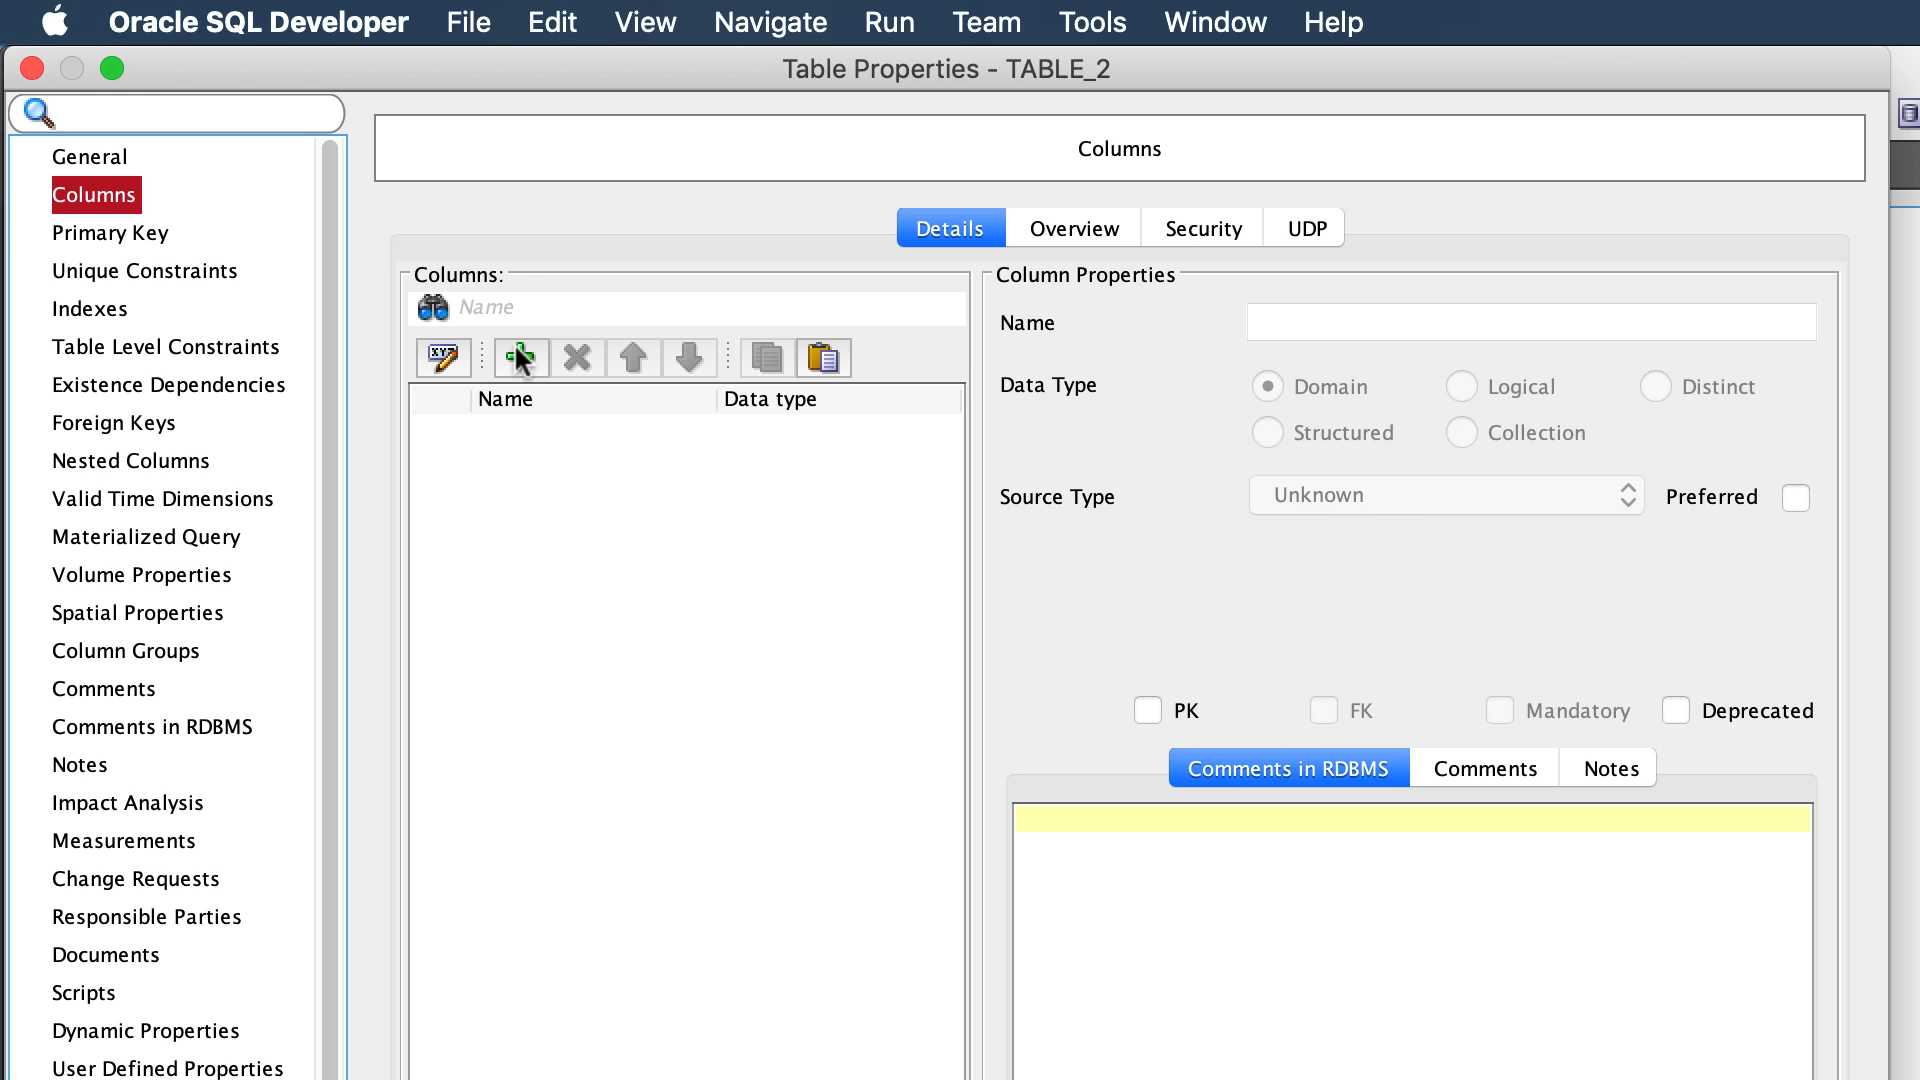 Oracle SQL Developer File Edit View Navigate Run Team Tools Window Help
Table Properties - TABLE_2
General
Columns
Primary Key
Unique Constraints
Indexes
Table Level Constraints
Existence Dependencies
Foreign Keys
Nested Columns
Valid Time Dimensions
Materialized Query
Volume Properties
Spatial Properties
Column Groups
Comments
Comments in RDBMS
Notes
Impact Analysis
Measurements
Change Requests
Responsible Parties
Documents
Scripts
Dynamic Properties
User Defined Properties
Columns
Details Overview Security UDP
Columns:
Name
Name Data type
Column Properties
Name
Data Type Domain Logical Distinct
Structured Collection
Source Type Unknown Preferred
PK FK Mandatory Deprecated
Comments in RDBMS Comments Notes